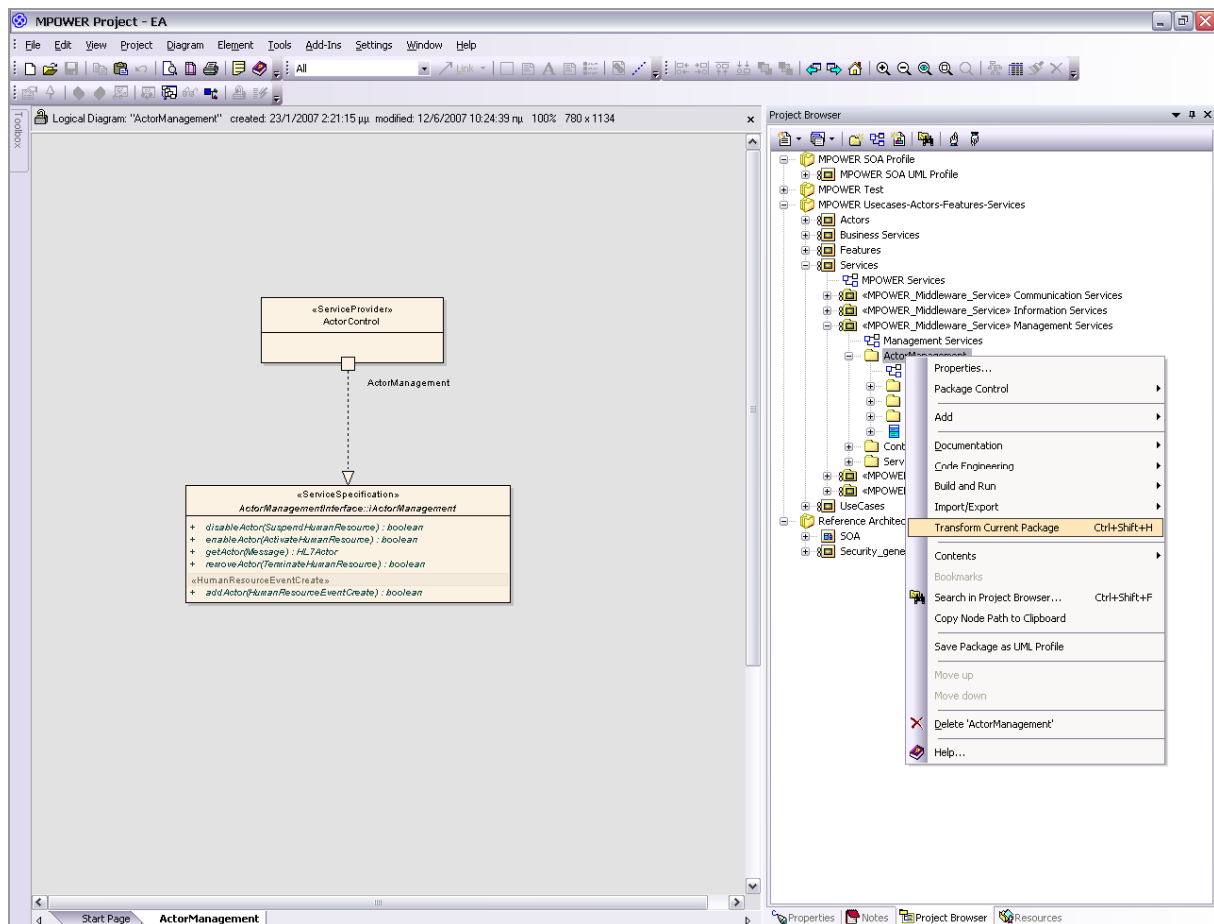 MPOWER Project - EA
File Edit View Project Diagram Element Tools Add-Ins Settings Window Help
All
Link
Toolbox
Logical Diagram: "ActorManagement" created: 23/1/2007 2:21:15 μμ modified: 12/6/2007 10:24:39 πμ 100% 780 x 1134
«ServiceProvider»
ActorControl
ActorManagement
«ServiceSpecification»
ActorManagementInterface::iActorManagement
+ disableActor(SuspendHumanResource) : boolean
+ enableActor(ActivateHumanResource) : boolean
+ getActor(Message) : HL7Actor
+ removeActor(TerminateHumanResource) : boolean
«HumanResourceEventCreate»
+ addActor(HumanResourceEventCreate) : boolean
Start Page ActorManagement
Project Browser
MPOWER SOA Profile
MPOWER SOA UML Profile
MPOWER Test
MPOWER Usecases-Actors-Features-Services
Actors
Business Services
Features
Services
MPOWER Services
«MPOWER_Middleware_Service» Communication Services
«MPOWER_Middleware_Service» Information Services
«MPOWER_Middleware_Service» Management Services
Management Services
ActorManagement
Cont
Serv
«MPOWE
«MPOWE
UseCases
Reference Architec
SOA
Security_gene
Properties...
Package Control
Add
Documentation
Code Engineering
Build and Run
Import/Export
Transform Current Package Ctrl+Shift+H
Contents
Bookmarks
Search in Project Browser... Ctrl+Shift+F
Copy Node Path to Clipboard
Save Package as UML Profile
Move up
Move down
Delete 'ActorManagement'
Help...
Properties Notes Project Browser Resources